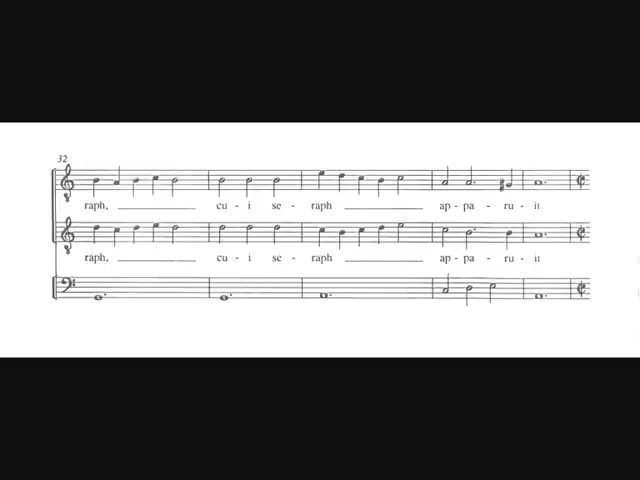 32
raph, cu - i se - raph ap - pa - ru - it
raph, cu - i se - raph ap - pa - ru - it